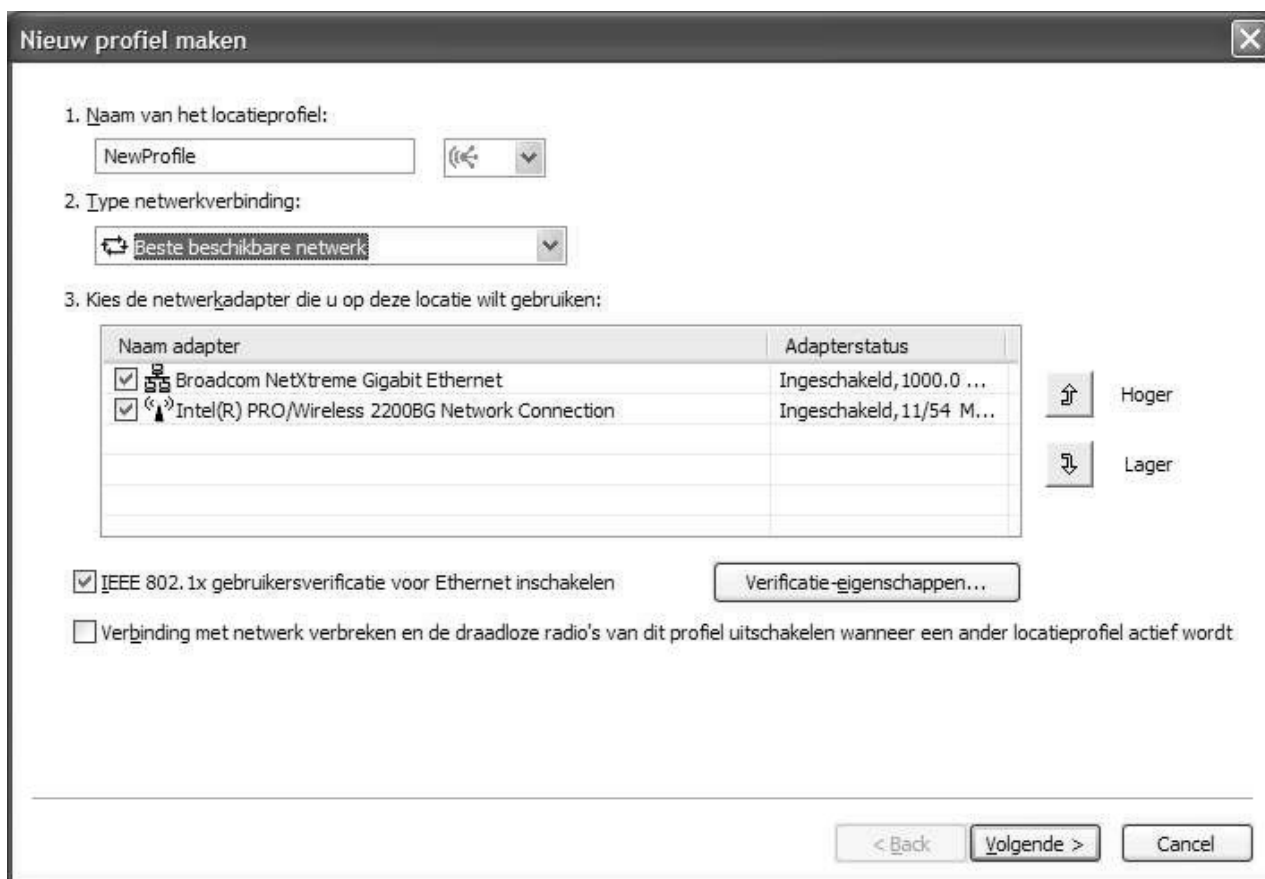 Nieuw profiel maken
1. Naam van het locatieprofiel:
NewProfile
2. Type netwerkverbinding:
Beste beschikbare netwerk
3. Kies de netwerkadapter die u op deze locatie wilt gebruiken:
Naam adapter Adapterstatus
Broadcom NetXtreme Gigabit Ethernet Ingeschakeld,1000.0 ...
Intel(R) PRO/Wireless 2200BG Network Connection Ingeschakeld,11/54 M...
Hoger
Lager
IEEE 802.1x gebruikersverificatie voor Ethernet inschakelen Verificatie-eigenschappen...
Verbinding met netwerk verbreken en de draadloze radio's van dit profiel uitschakelen wanneer een ander locatieprofiel actief wordt
< Back Volgende > Cancel